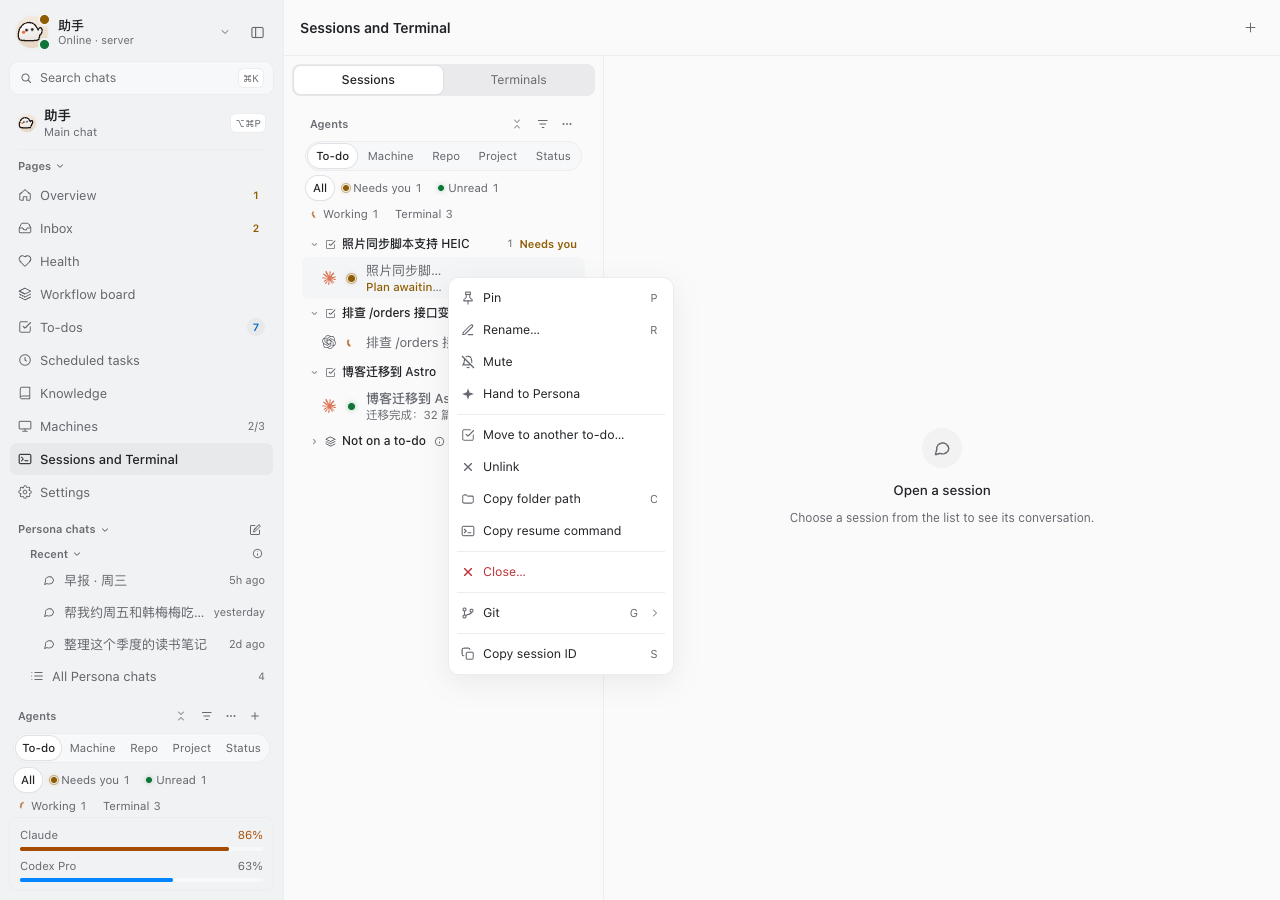 助手
Online · server
Search chats
⌘K
助手
Main chat
⌥⌘P
Pages
Overview
1
Inbox
2
Health
Workflow board
To-dos
7
Scheduled tasks
Knowledge
Machines
2/3
Sessions and Terminal
Settings
Persona chats
Recent
早报 · 周三
5h ago
帮我约周五和韩梅梅吃...
yesterday
整理这个季度的读书笔记
2d ago
All Persona chats
4
Agents
To-do Machine Repo Project Status
All Needs you 1 Unread 1
Working 1 Terminal 3
Claude
86%
Codex Pro
63%
Sessions and Terminal
Sessions
Terminals
Agents
To-do Machine Repo Project Status
All Needs you 1 Unread 1
Working 1 Terminal 3
照片同步脚本支持 HEIC
1 Needs you
照片同步脚...
Plan awaitin...
排查 /orders 接口变
排查 /orders
博客迁移到 Astro
博客迁移到 As
迁移完成：32 篇
Not on a to-do
Pin
P
Rename...
R
Mute
Hand to Persona
Move to another to-do...
Unlink
Copy folder path
C
Copy resume command
Close...
Git
G
Copy session ID
S
Open a session
Choose a session from the list to see its conversation.